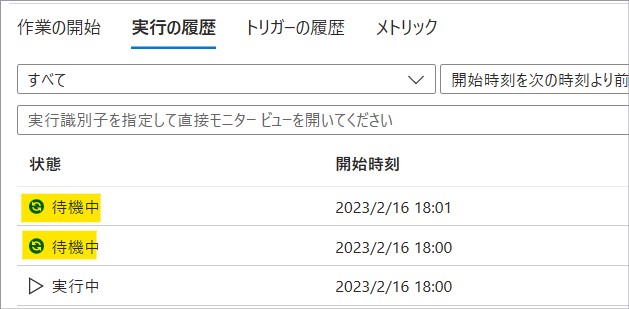 作業の開始 実行の履歴 トリガーの履歴 メトリック
すべて 開始時刻を次の時刻より前
実行識別子を指定して直接モニター ビューを開いてください
状態 開始時刻
待機中 2023/2/16 18:01
待機中 2023/2/16 18:00
実行中 2023/2/16 18:00